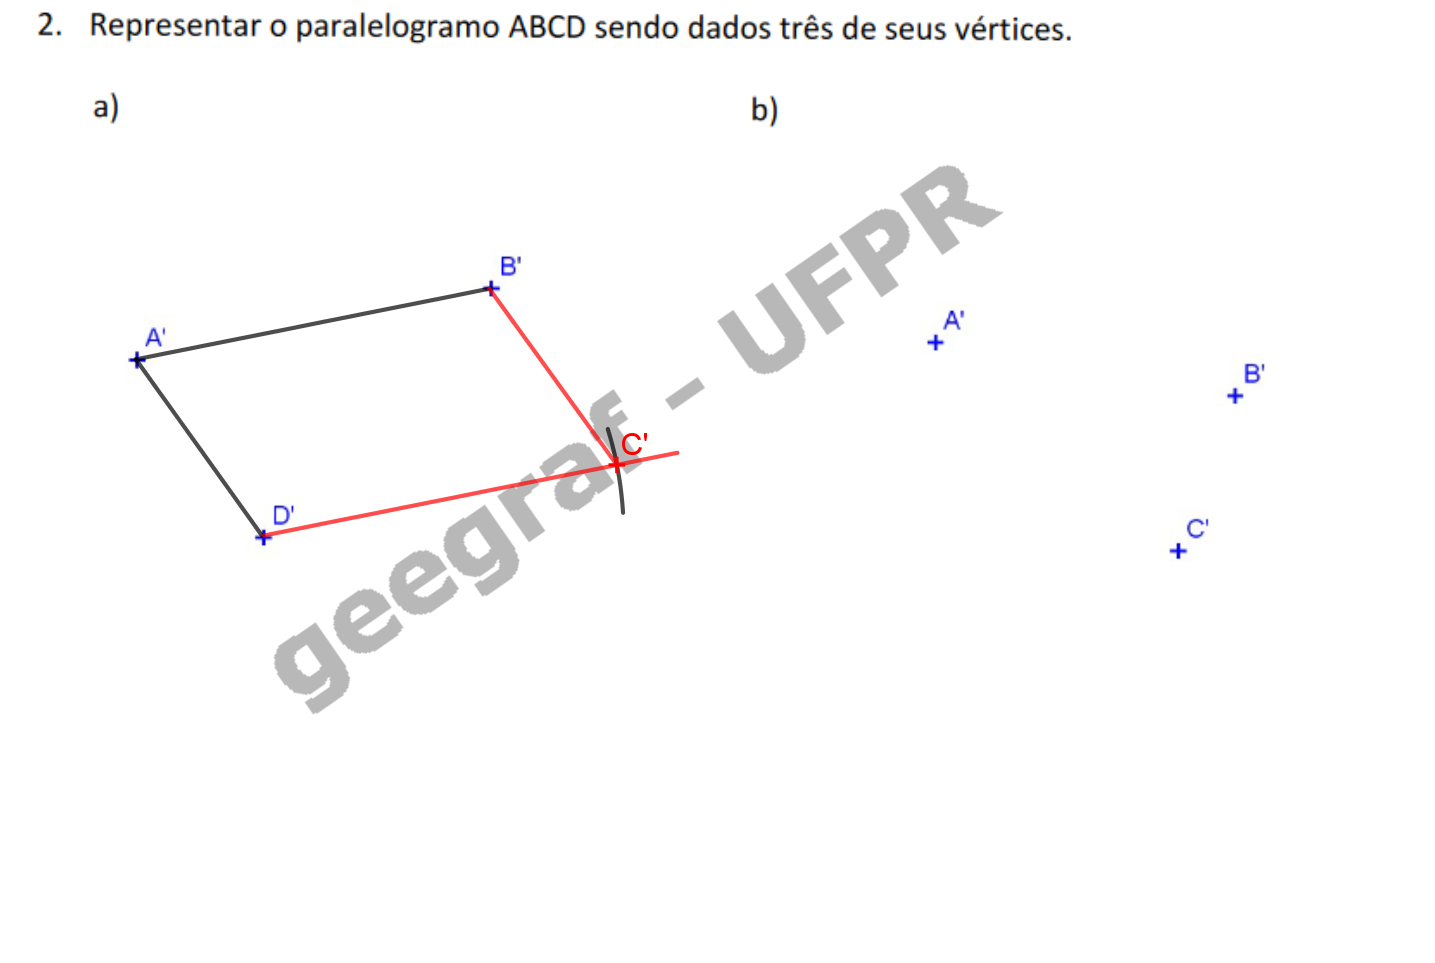 2. Representar o paralelogramo ABCD sendo dados três de seus vértices.
a)
b)
geegraf - UFPR
B'
A'
D'
C'
A'
B'
C'